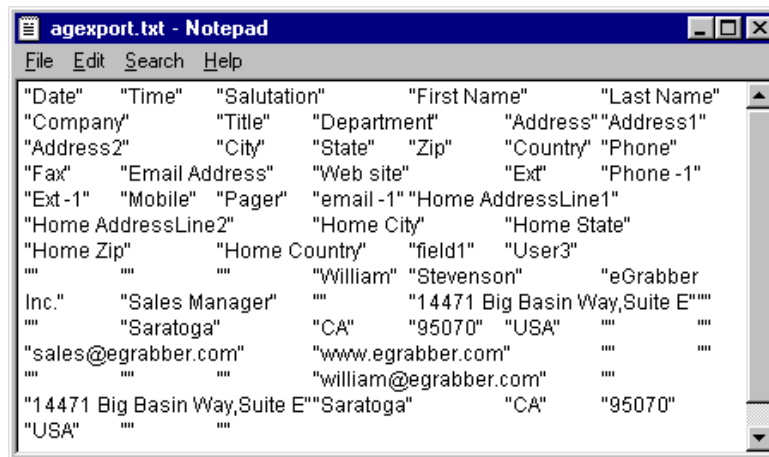 agexport.txt - Notepad
File Edit Search Help
"Date" "Time" "Salutation" "First Name" "Last Name"
"Company" "Title" "Department" "Address" "Address1"
"Address2" "City" "State" "Zip" "Country" "Phone"
"Fax" "Email Address" "Web site" "Ext" "Phone -1"
"Ext -1" "Mobile" "Pager" "email -1" "Home AddressLine1"
"Home AddressLine2" "Home City" "Home State"
"Home Zip" "Home Country" "field1" "User3"
"" "" "" "William" "Stevenson" "eGrabber
Inc." "Sales Manager" "" "14471 Big Basin Way,Suite E" ""
"" "Saratoga" "CA" "95070" "USA" "" ""
"sales@egrabber.com" "www.egrabber.com" "" ""
"" "" "" "william@egrabber.com" ""
"14471 Big Basin Way,Suite E" "Saratoga" "CA" "95070"
"USA" "" ""